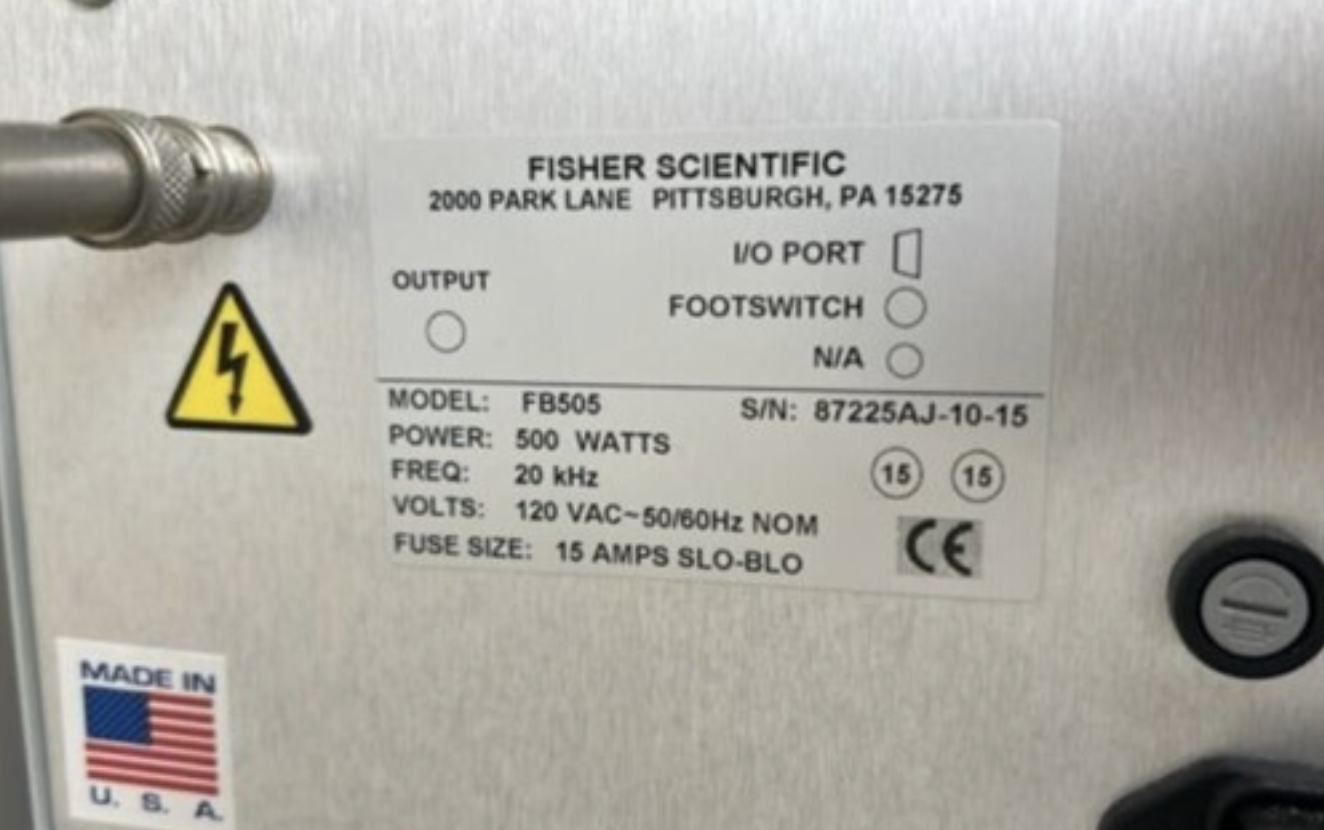 FISHER SCIENTIFIC
2000 PARK LANE PITTSBURGH, PA 15275
I/O PORT
OUTPUT
FOOTSWITCH
N/A
MODEL: FB505 S/N: 87225AJ-10-15
POWER: 500 WATTS
FREQ: 20 kHz 15 15
VOLTS: 120 VAC~50/60Hz NOM
FUSE SIZE: 15 AMPS SLO-BLO CE
MADE IN
U. S. A.